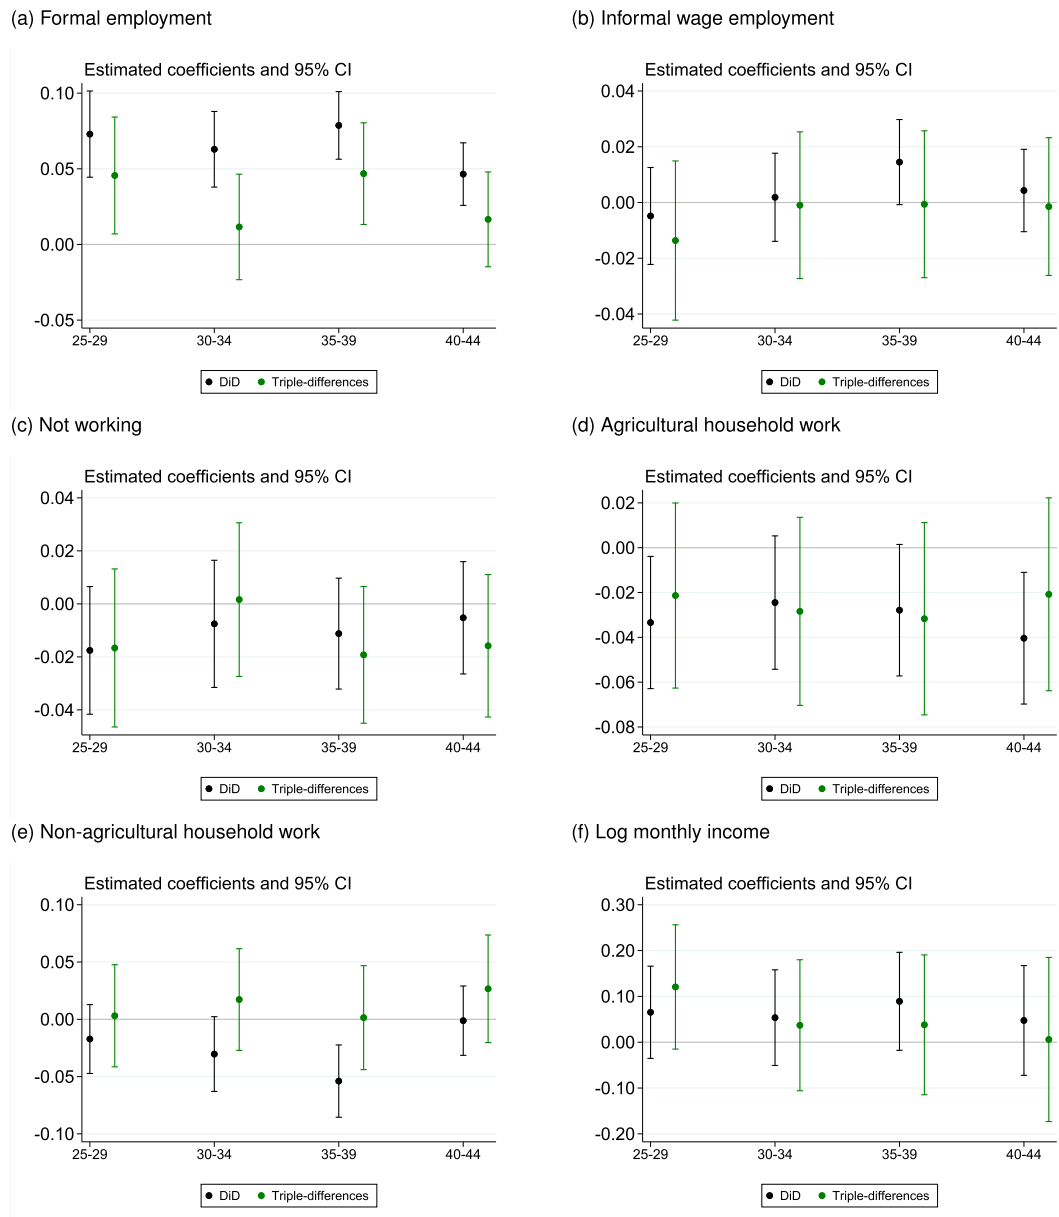 (a) Formal employment
Estimated coefficients and 95% CI
0.10
0.05
0.00
-0.05
25-29 30-34 35-39 40-44
DiD Triple-differences
(b) Informal wage employment
Estimated coefficients and 95% CI
0.04
0.02
0.00
-0.02
-0.04
25-29 30-34 35-39 40-44
DiD Triple-differences
(c) Not working
Estimated coefficients and 95% CI
0.04
0.02
0.00
-0.02
-0.04
25-29 30-34 35-39 40-44
DiD Triple-differences
(d) Agricultural household work
Estimated coefficients and 95% CI
0.02
0.00
-0.02
-0.04
-0.06
-0.08
25-29 30-34 35-39 40-44
DiD Triple-differences
(e) Non-agricultural household work
Estimated coefficients and 95% CI
0.10
0.05
0.00
-0.05
-0.10
25-29 30-34 35-39 40-44
DiD Triple-differences
(f) Log monthly income
Estimated coefficients and 95% CI
0.30
0.20
0.10
0.00
-0.10
-0.20
25-29 30-34 35-39 40-44
DiD Triple-differences